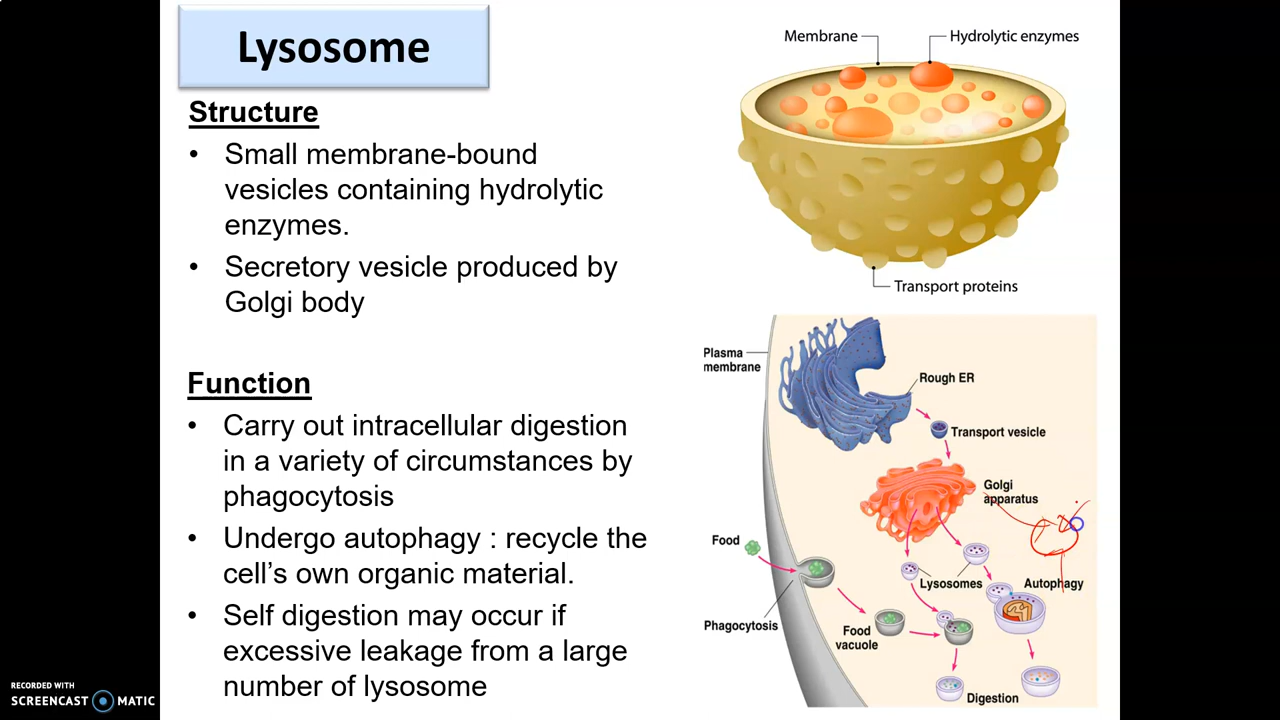 Lysosome
Structure
• Small membrane-bound
vesicles containing hydrolytic
enzymes.
• Secretory vesicle produced by
Golgi body
Function
• Carry out intracellular digestion
in a variety of circumstances by
phagocytosis
• Undergo autophagy : recycle the
cell's own organic material.
• Self digestion may occur if
excessive leakage from a large
number of lysosome
Membrane
Hydrolytic enzymes
Transport proteins
Plasma
membrane
Rough ER
Transport vesicle
Golgi
apparatus
Food
Lysosomes
Autophagy
Phagocytosis
Food
vacuole
Digestion
RECORDED WITH
SCREENCAST MATIC